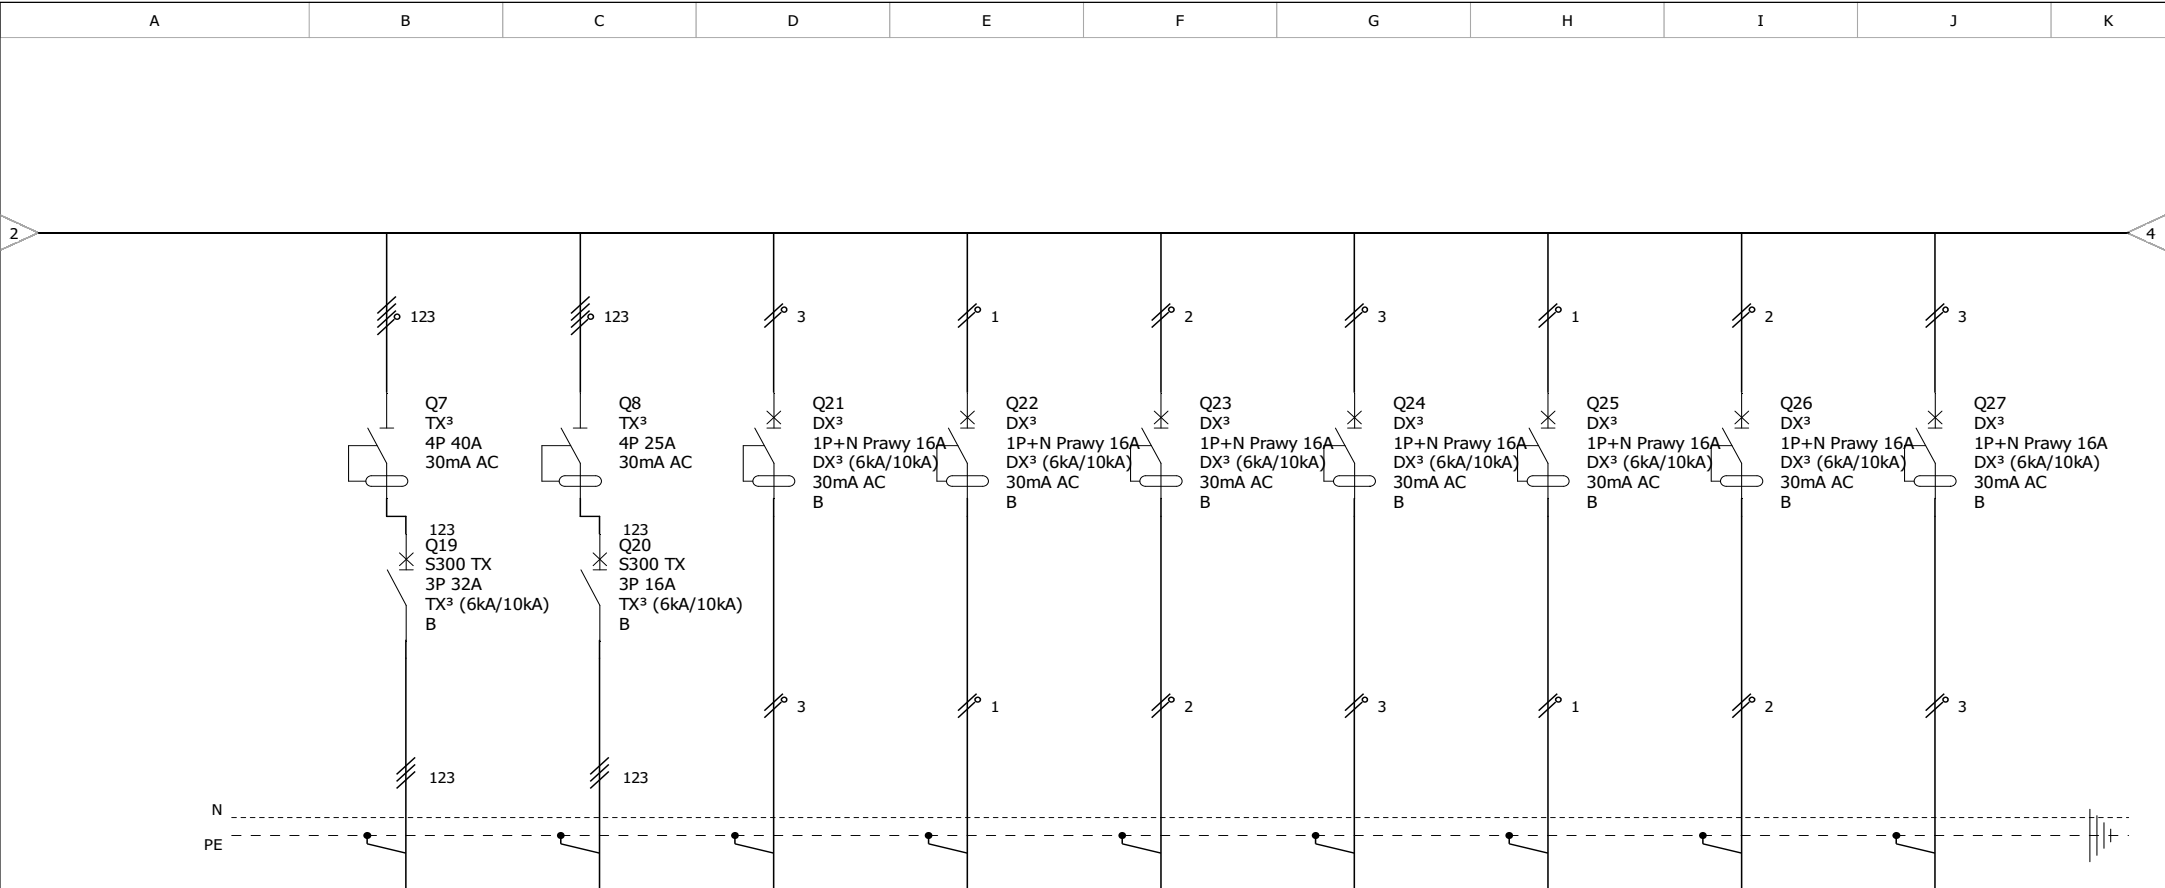 A B C D E F G H I J K
2 4
123 123 3 1 2 3 1 2 3
Q7
TX³
4P 40A
30mA AC
Q8
TX³
4P 25A
30mA AC
Q21
DX³
1P+N Prawy 16A
DX³ (6kA/10kA)
30mA AC
B
Q22
DX³
1P+N Prawy 16A
DX³ (6kA/10kA)
30mA AC
B
Q23
DX³
1P+N Prawy 16A
DX³ (6kA/10kA)
30mA AC
B
Q24
DX³
1P+N Prawy 16A
DX³ (6kA/10kA)
30mA AC
B
Q25
DX³
1P+N Prawy 16A
DX³ (6kA/10kA)
30mA AC
B
Q26
DX³
1P+N Prawy 16A
DX³ (6kA/10kA)
30mA AC
B
Q27
DX³
1P+N Prawy 16A
DX³ (6kA/10kA)
30mA AC
B
123
Q19
S300 TX
3P 32A
TX³ (6kA/10kA)
B
123
Q20
S300 TX
3P 16A
TX³ (6kA/10kA)
B
3 1 2 3 1 2 3
123 123
N
PE